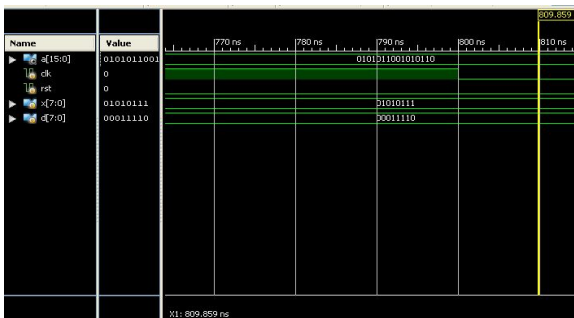 809.859
Name Value 770 ns 780 ns 790 ns 800 ns 810 ns
a[15:0] 0101011001 0101011001010110
clk 0
rst 0
x[7:0] 01010111 01010111
d[7:0] 00011110 00011110
X1: 809.859 ns